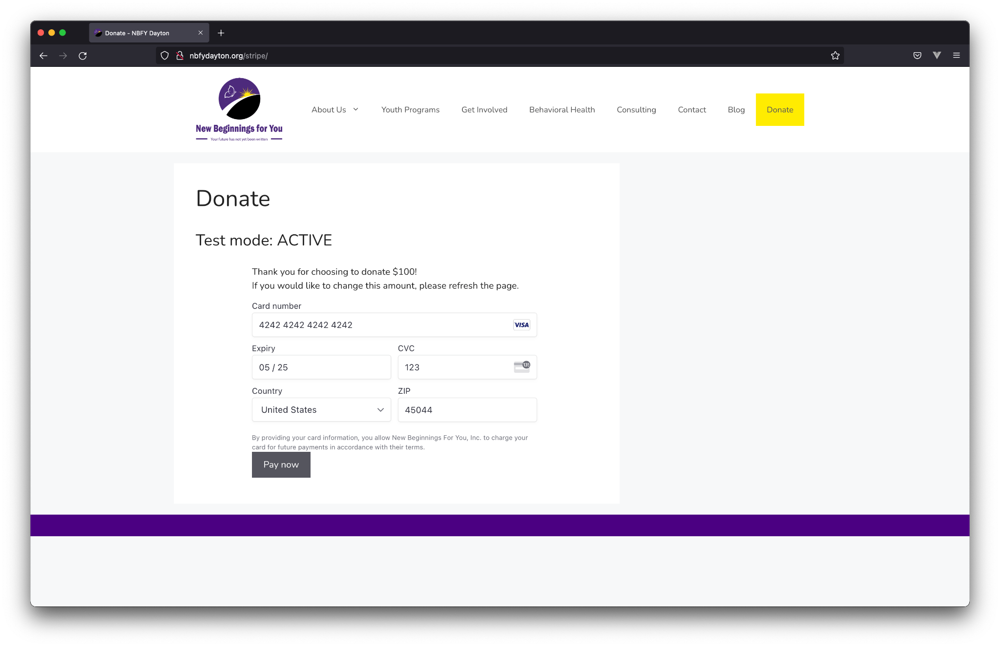 Donate - NBFY Dayton
nbfydayton.org/stripe/
New Beginnings for You
Your future has not yet been written
About Us
Youth Programs
Get Involved
Behavioral Health
Consulting
Contact
Blog
Donate
Donate
Test mode: ACTIVE
Thank you for choosing to donate $100!
If you would like to change this amount, please refresh the page.
Card number
4242 4242 4242 4242
VISA
Expiry
CVC
05 / 25
123
135
Country
ZIP
United States
45044
By providing your card information, you allow New Beginnings For You, Inc. to charge your
card for future payments in accordance with their terms.
Pay now